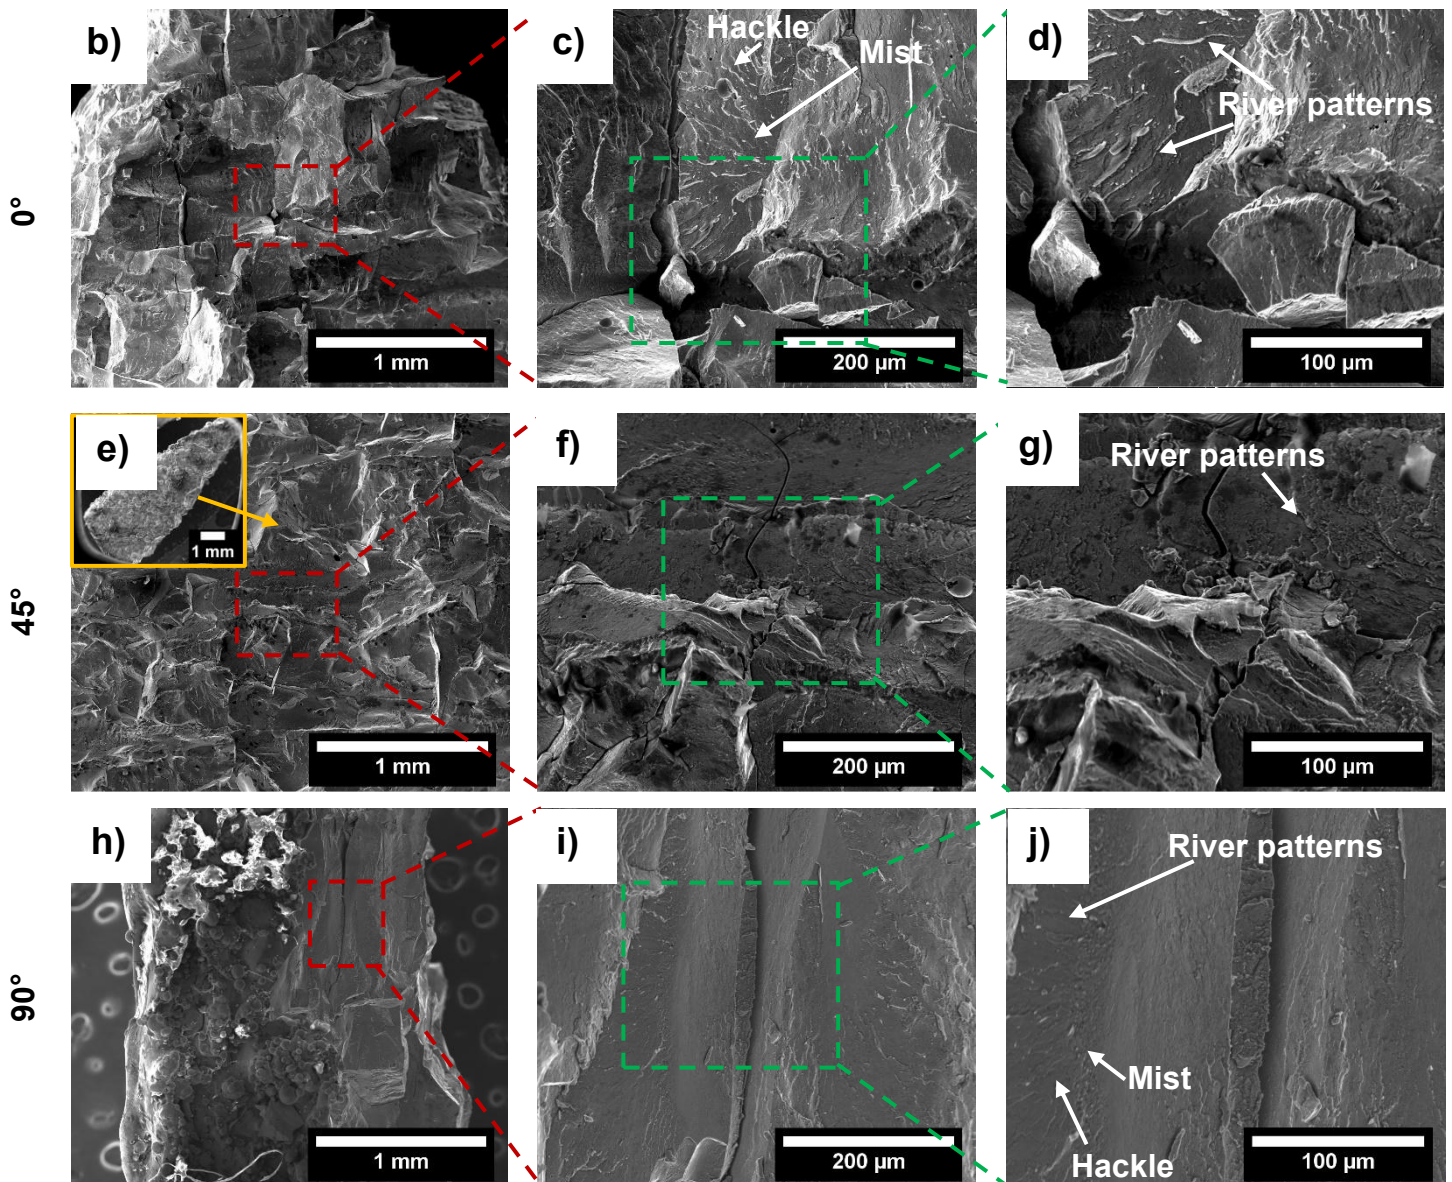 b)
c)
Hackle
Mist
d)
River patterns
0°
1 mm
200 µm
100 µm
e)
1 mm
f)
g)
River patterns
45°
1 mm
200 µm
100 µm
h)
i)
j)
River patterns
Mist
Hackle
90°
1 mm
200 µm
100 µm